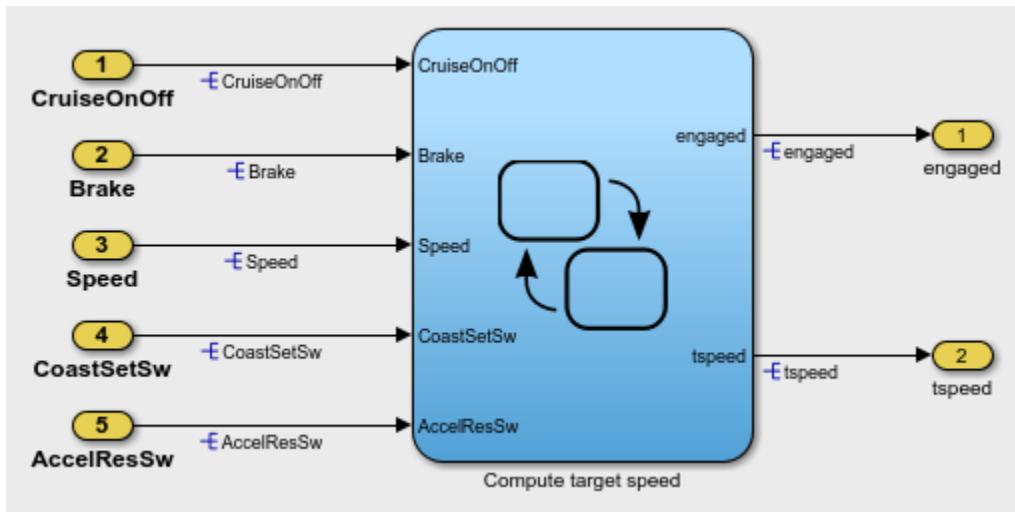 1
CruiseOnOff
CruiseOnOff
CruiseOnOff
2
Brake
Brake
Brake
3
Speed
Speed
Speed
4
CoastSetSw
CoastSetSw
CoastSetSw
5
AccelResSw
AccelResSw
AccelResSw
engaged
engaged
1
engaged
tspeed
tspeed
2
tspeed
Compute target speed